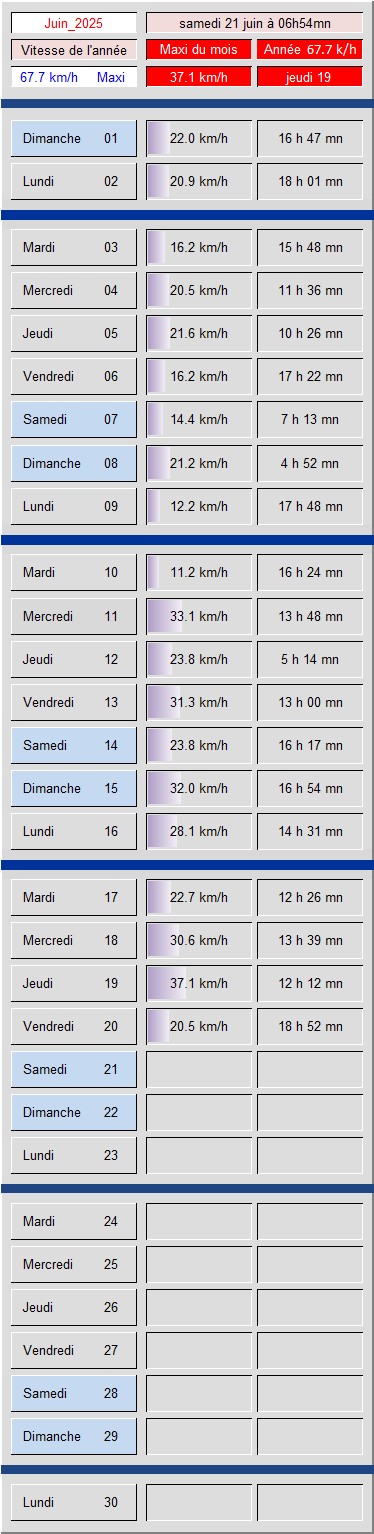 Juin_2025 samedi 21 juin à 06h54mn
Vitesse de l'année Maxi du mois Année 67.7 k/h
67.7 km/h Maxi 37.1 km/h jeudi 19
Dimanche 01 22.0 km/h 16 h 47 mn
Lundi 02 20.9 km/h 18 h 01 mn
Mardi 03 16.2 km/h 15 h 48 mn
Mercredi 04 20.5 km/h 11 h 36 mn
Jeudi 05 21.6 km/h 10 h 26 mn
Vendredi 06 16.2 km/h 17 h 22 mn
Samedi 07 14.4 km/h 7 h 13 mn
Dimanche 08 21.2 km/h 4 h 52 mn
Lundi 09 12.2 km/h 17 h 48 mn
Mardi 10 11.2 km/h 16 h 24 mn
Mercredi 11 33.1 km/h 13 h 48 mn
Jeudi 12 23.8 km/h 5 h 14 mn
Vendredi 13 31.3 km/h 13 h 00 mn
Samedi 14 23.8 km/h 16 h 17 mn
Dimanche 15 32.0 km/h 16 h 54 mn
Lundi 16 28.1 km/h 14 h 31 mn
Mardi 17 22.7 km/h 12 h 26 mn
Mercredi 18 30.6 km/h 13 h 39 mn
Jeudi 19 37.1 km/h 12 h 12 mn
Vendredi 20 20.5 km/h 18 h 52 mn
Samedi 21
Dimanche 22
Lundi 23
Mardi 24
Mercredi 25
Jeudi 26
Vendredi 27
Samedi 28
Dimanche 29
Lundi 30